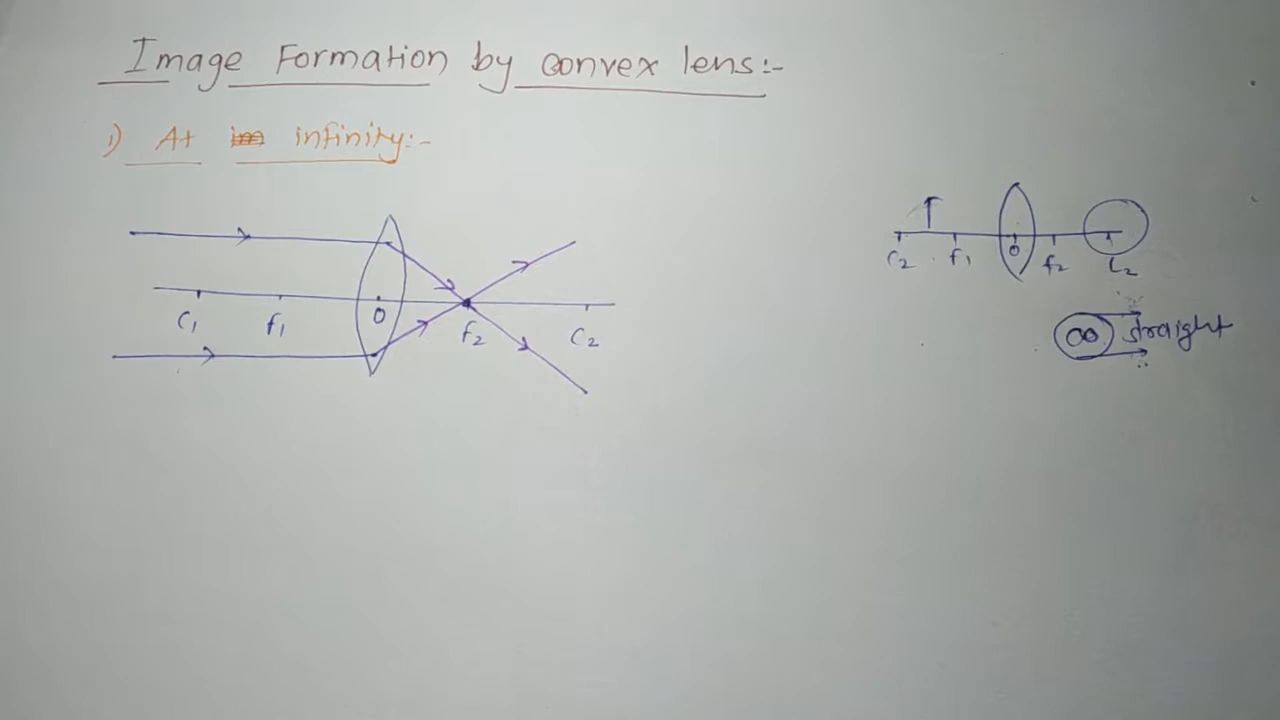 Image Formation by convex lens:-
1) At infinity:-
C₁ f₁ O f₂ C₂
C₂ f₁ O f₂ C₂
∞ straight